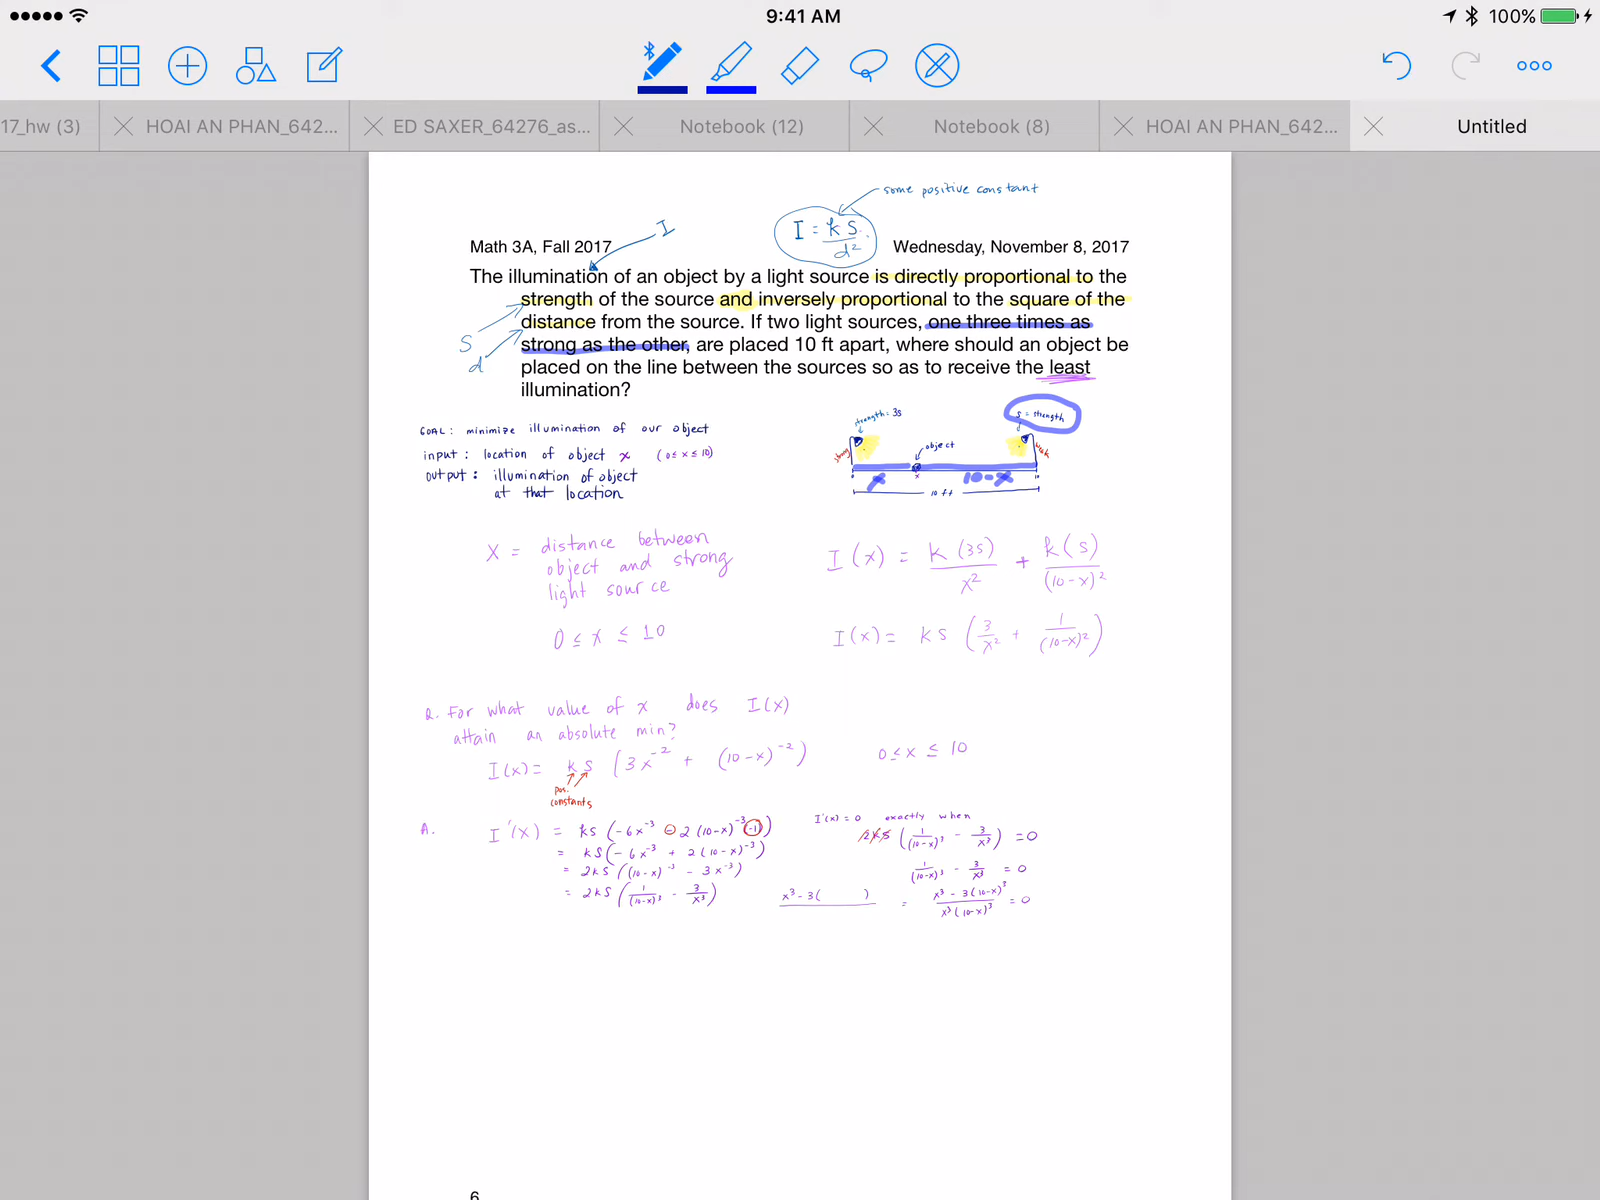 9:41 AM
100%
17_hw (3)
HOAI AN PHAN_642...
ED SAXER_64276_as...
Notebook (12)
Notebook (8)
HOAI AN PHAN_642...
Untitled
some positive constant
I = kS/d²
I
Math 3A, Fall 2017
Wednesday, November 8, 2017
The illumination of an object by a light source is directly proportional to the
strength of the source and inversely proportional to the square of the
distance from the source. If two light sources, one three times as
strong as the other, are placed 10 ft apart, where should an object be
placed on the line between the sources so as to receive the least
illumination?
S
d
GOAL: minimize illumination of our object
input: location of object x (0≤x≤10)
output: illumination of object
at that location
strength = 3s
s = strength
strong
object
weak
0
x
10
x
10-x
10 ft
X = distance between
object and strong
light source
0 ≤ x ≤ 10
I(x) = k(3s)/x² + k(s)/(10-x)²
I(x) = ks (3/x² + 1/(10-x)²)
Q. For what value of x does I(x)
attain an absolute min?
I(x) = ks (3x⁻² + (10-x)⁻²) 0≤x≤10
pos.
constants
A. I'(x) = ks (-6x⁻³ - 2(10-x)⁻³(-1))
= ks(-6x⁻³ + 2(10-x)⁻³)
= 2ks((10-x)⁻³ - 3x⁻³)
= 2ks (1/(10-x)³ - 3/x³)
I'(x) = 0 exactly when
2ks (1/(10-x)³ - 3/x³) = 0
1/(10-x)³ - 3/x³ = 0
x³ - 3( ) = (x³ - 3(10-x)³)/(x³(10-x)³) = 0
6